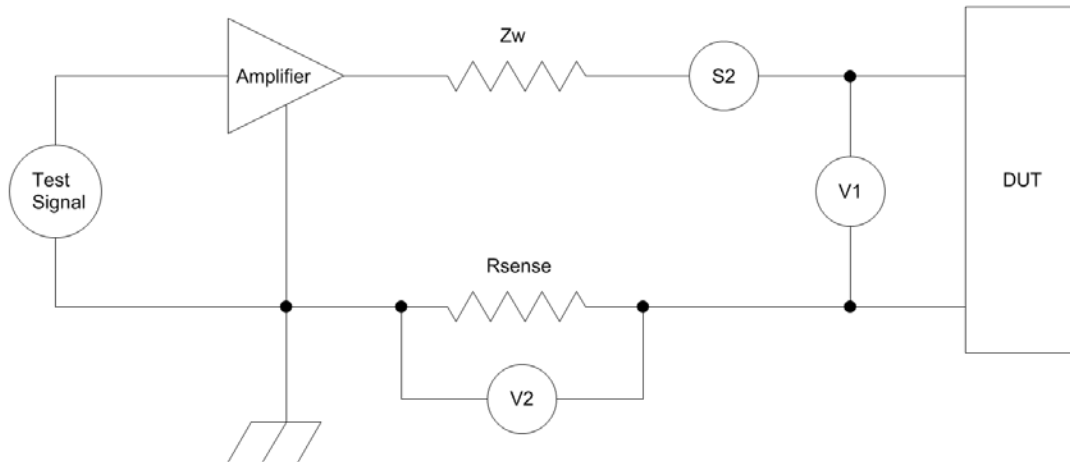 Zw
Amplifier
S2
Test
Signal
V1
DUT
Rsense
V2